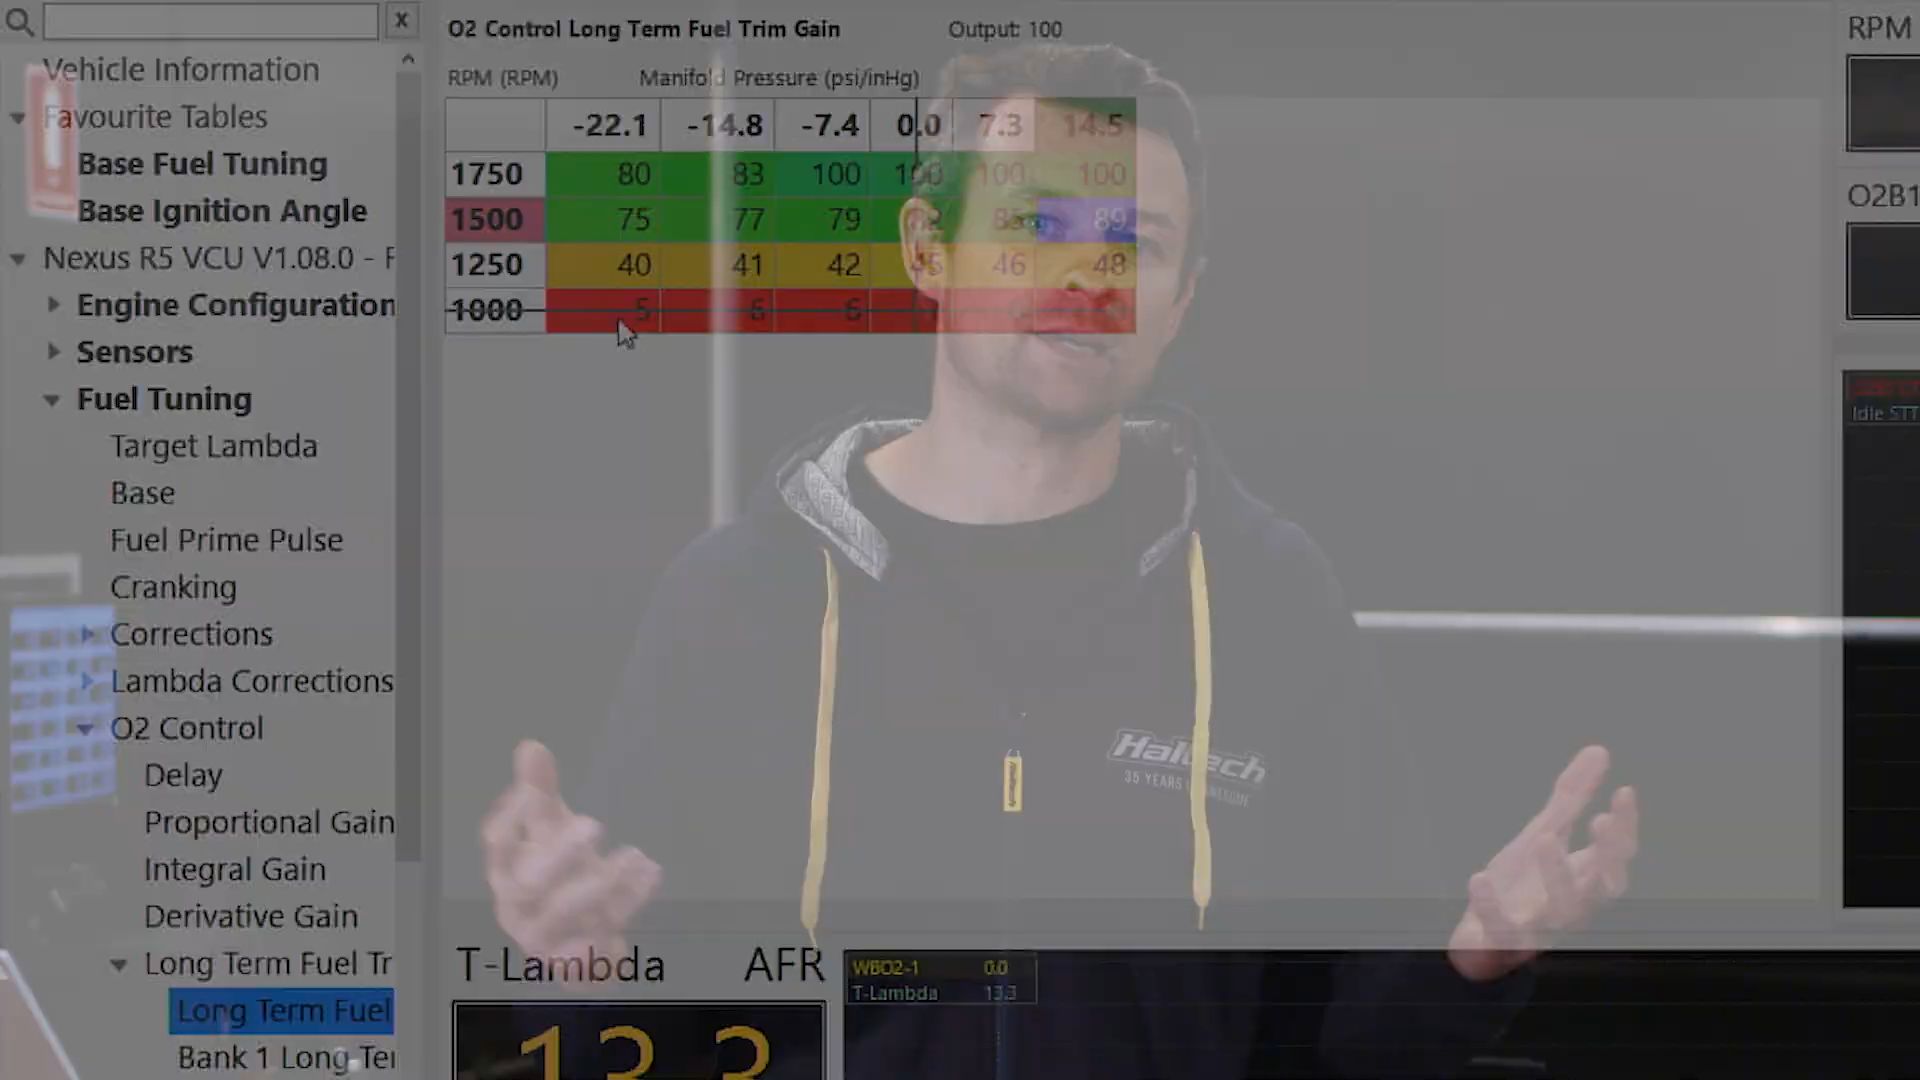 x
Vehicle Information
Favourite Tables
Base Fuel Tuning
Base Ignition Angle
Nexus R5 VCU V1.08.0 - F
Engine Configuration
Sensors
Fuel Tuning
Target Lambda
Base
Fuel Prime Pulse
Cranking
Corrections
Lambda Corrections
O2 Control
Delay
Proportional Gain
Integral Gain
Derivative Gain
Long Term Fuel Tr
Long Term Fuel
Bank 1 Long Ter
O2 Control Long Term Fuel Trim Gain Output: 100
RPM (RPM) Manifold Pressure (psi/inHg)
-22.1 -14.8 -7.4 0.0 7.3 14.5
1750 80 83 100 100 100 100
1500 75 77 79 82 85 89
1250 40 41 42 45 46 48
1000 5 6 6
Haltech
35 YEARS
T-Lambda AFR
13.3
WBO2-1 0.0
T-Lambda 13.3
RPM
O2B1
Idle STT